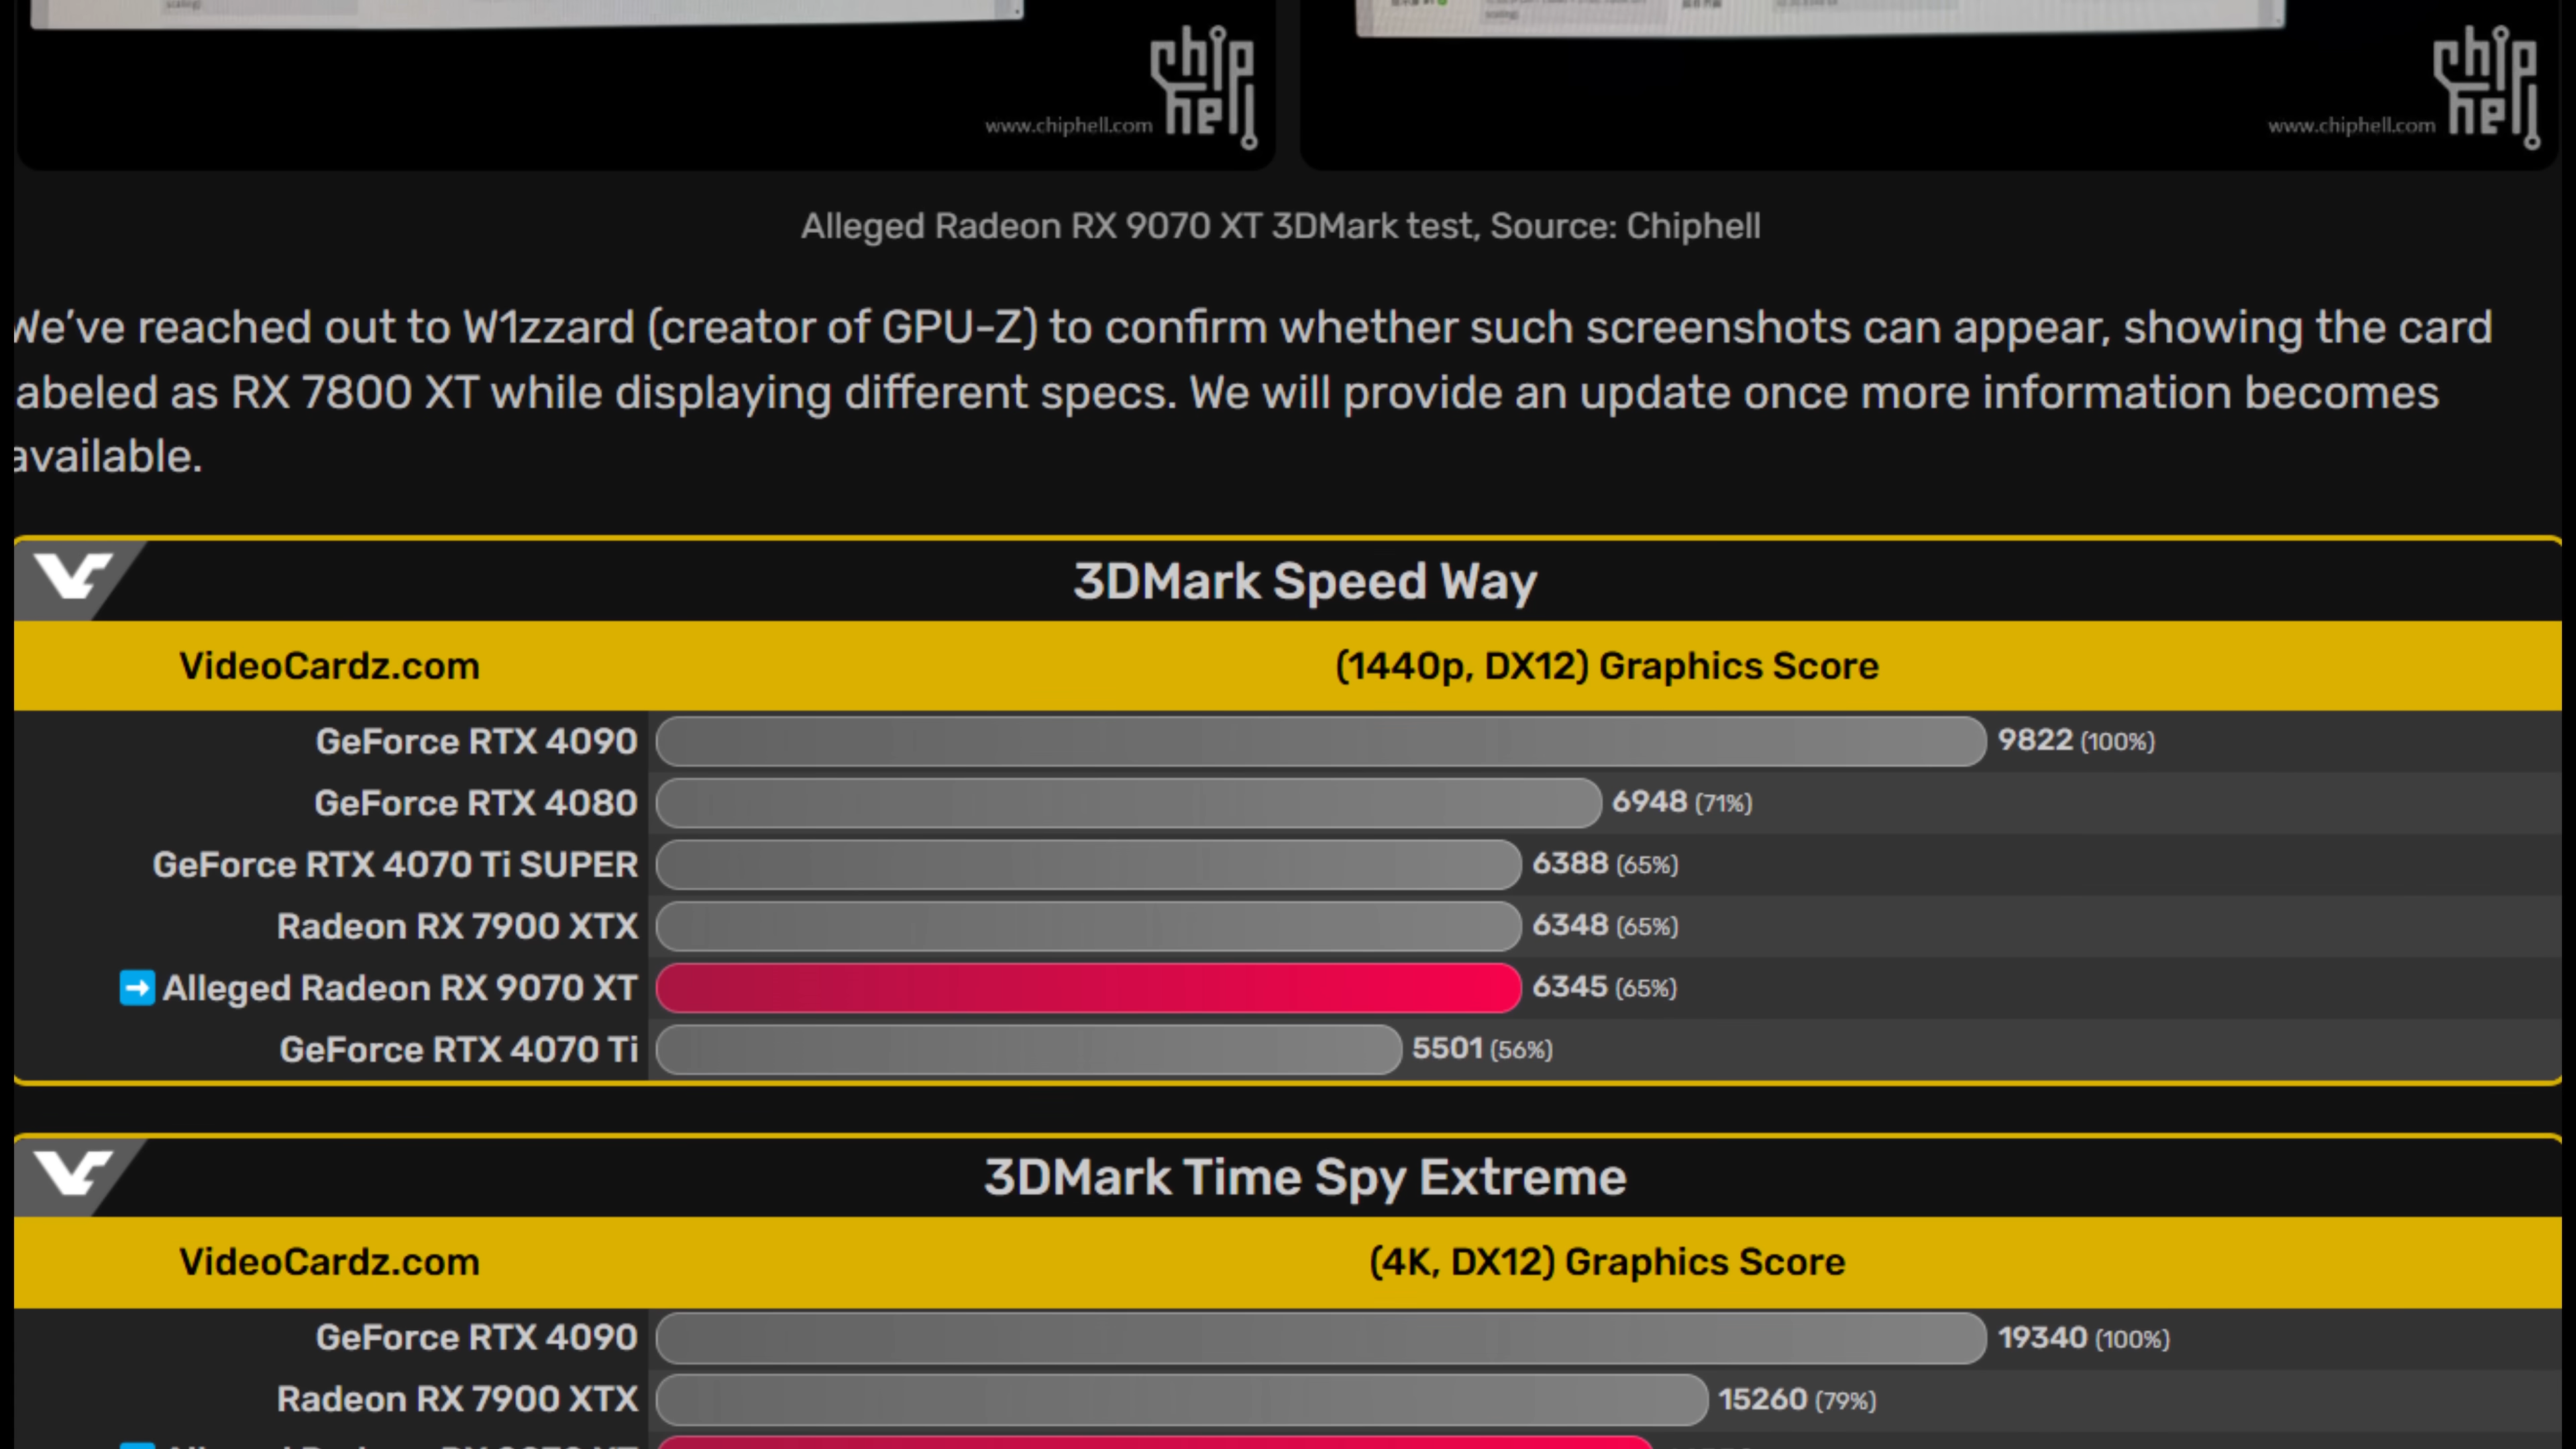 chip hell
www.chiphell.com
chip hell
www.chiphell.com
Alleged Radeon RX 9070 XT 3DMark test, Source: Chiphell
We've reached out to W1zzard (creator of GPU-Z) to confirm whether such screenshots can appear, showing the card
labeled as RX 7800 XT while displaying different specs. We will provide an update once more information becomes
available.
3DMark Speed Way
VideoCardz.com (1440p, DX12) Graphics Score
GeForce RTX 4090 9822 (100%)
GeForce RTX 4080 6948 (71%)
GeForce RTX 4070 Ti SUPER 6388 (65%)
Radeon RX 7900 XTX 6348 (65%)
Alleged Radeon RX 9070 XT 6345 (65%)
GeForce RTX 4070 Ti 5501 (56%)
3DMark Time Spy Extreme
VideoCardz.com (4K, DX12) Graphics Score
GeForce RTX 4090 19340 (100%)
Radeon RX 7900 XTX 15260 (79%)